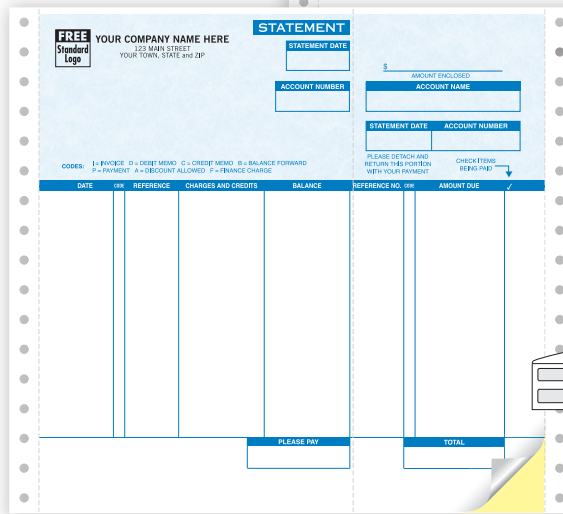 FREE
Standard
Logo
YOUR COMPANY NAME HERE
123 MAIN STREET
YOUR TOWN, STATE and ZIP
STATEMENT
STATEMENT DATE
ACCOUNT NUMBER
$
AMOUNT ENCLOSED
ACCOUNT NAME
STATEMENT DATE ACCOUNT NUMBER
PLEASE DETACH AND
RETURN THIS PORTION
WITH YOUR PAYMENT
CHECK ITEMS
BEING PAID
CODES: I = INVOICE D = DEBIT MEMO C = CREDIT MEMO B = BALANCE FORWARD
P = PAYMENT A = DISCOUNT ALLOWED F = FINANCE CHARGE
DATE CODE REFERENCE CHARGES AND CREDITS BALANCE REFERENCE NO. CODE AMOUNT DUE ✓
PLEASE PAY TOTAL